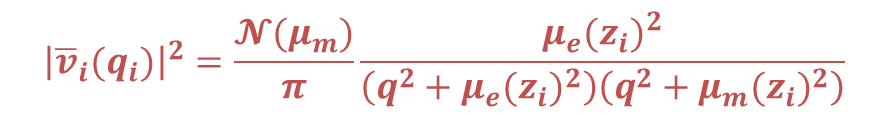 |v̅ᵢ(qᵢ)|² = 𝒩(μₘ)/π μₑ(zᵢ)²/((q² + μₑ(zᵢ)²)(q² + μₘ(zᵢ)²))